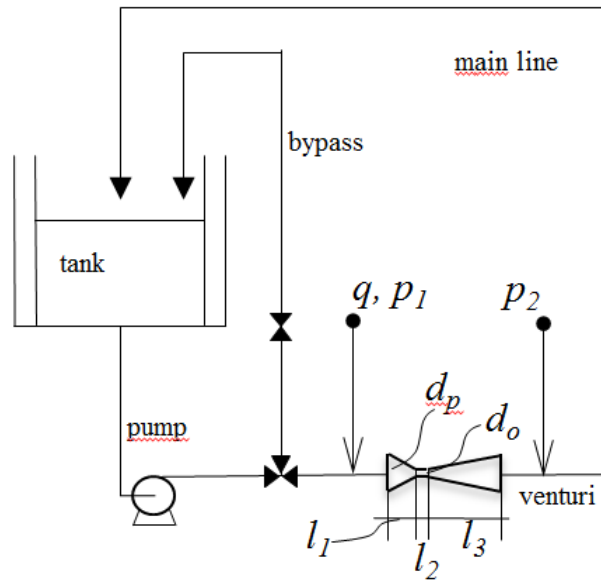 main line
bypass
tank
q, p₁
p₂
dₚ
dₒ
pump
venturi
l₁
l₂
l₃